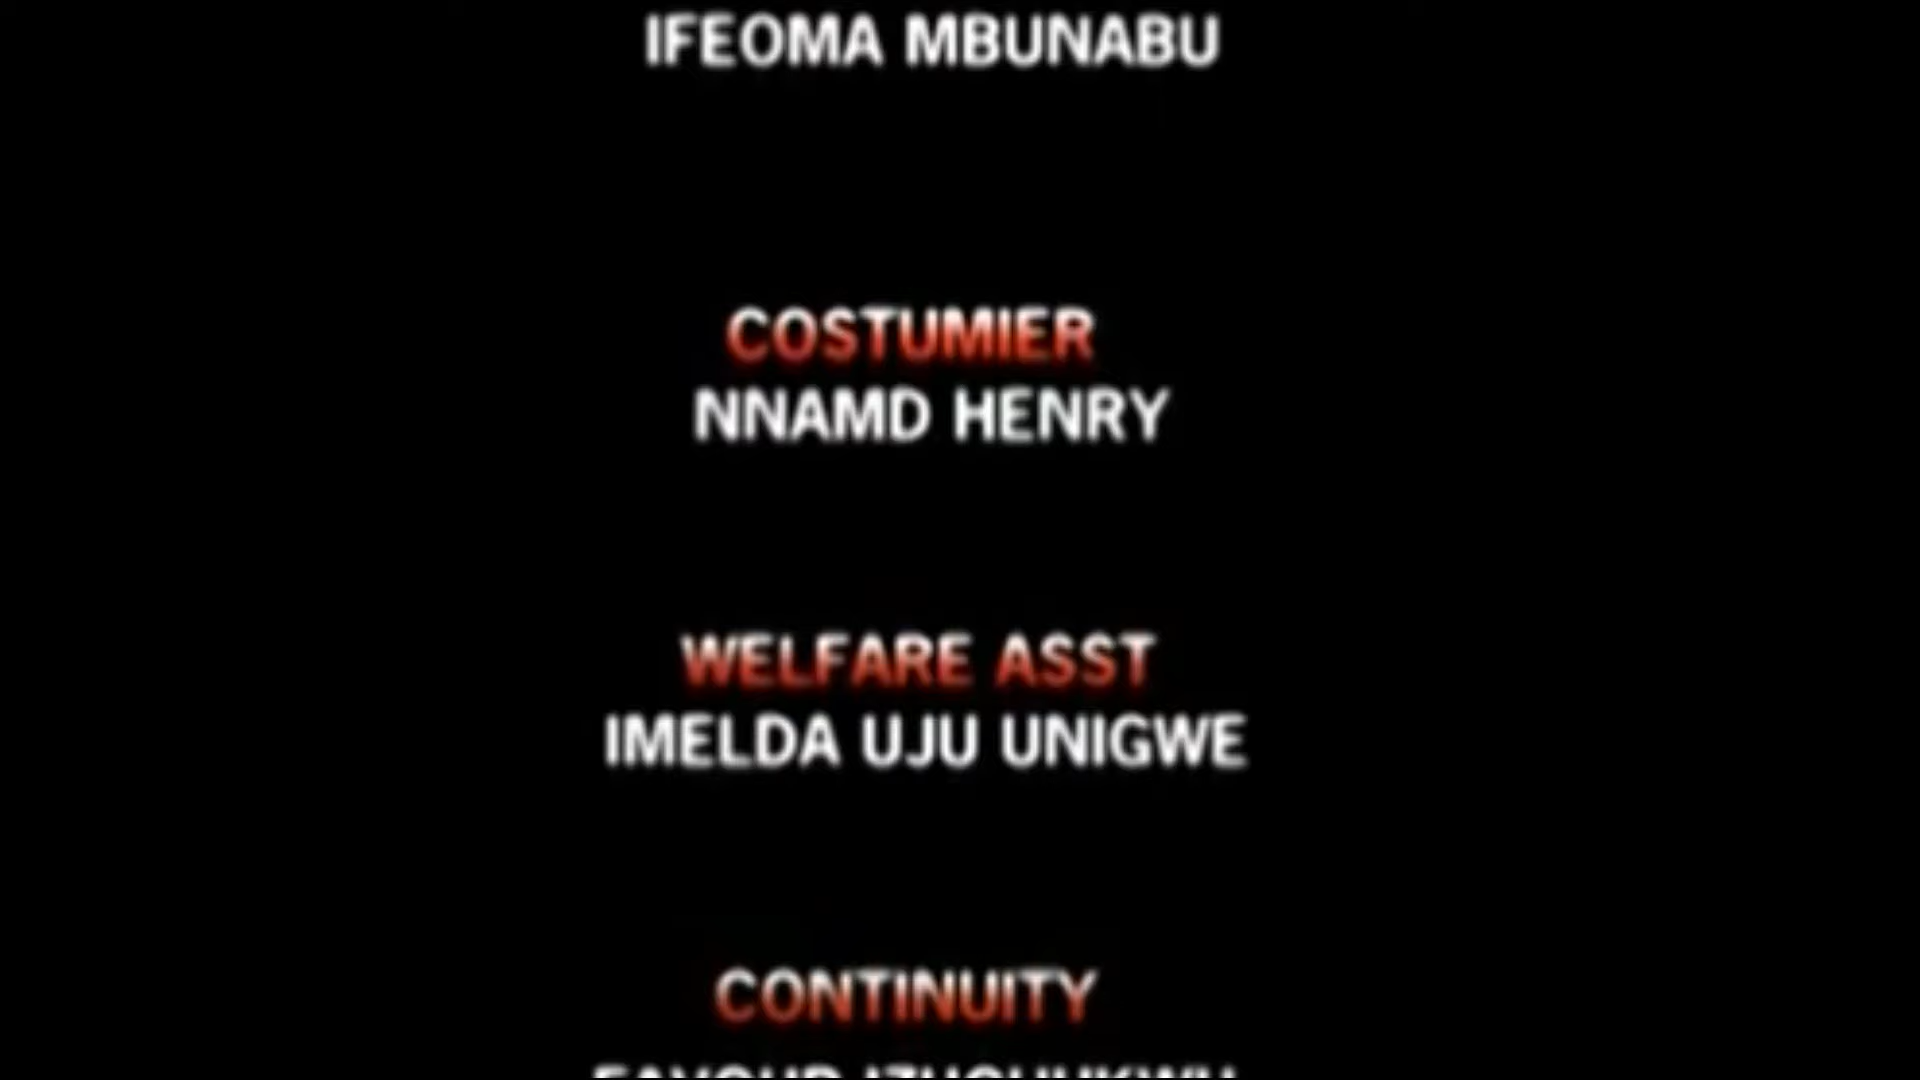 IFEOMA MBUNABU
COSTUMIER
NNAMD HENRY
WELFARE ASST
IMELDA UJU UNIGWE
CONTINUITY